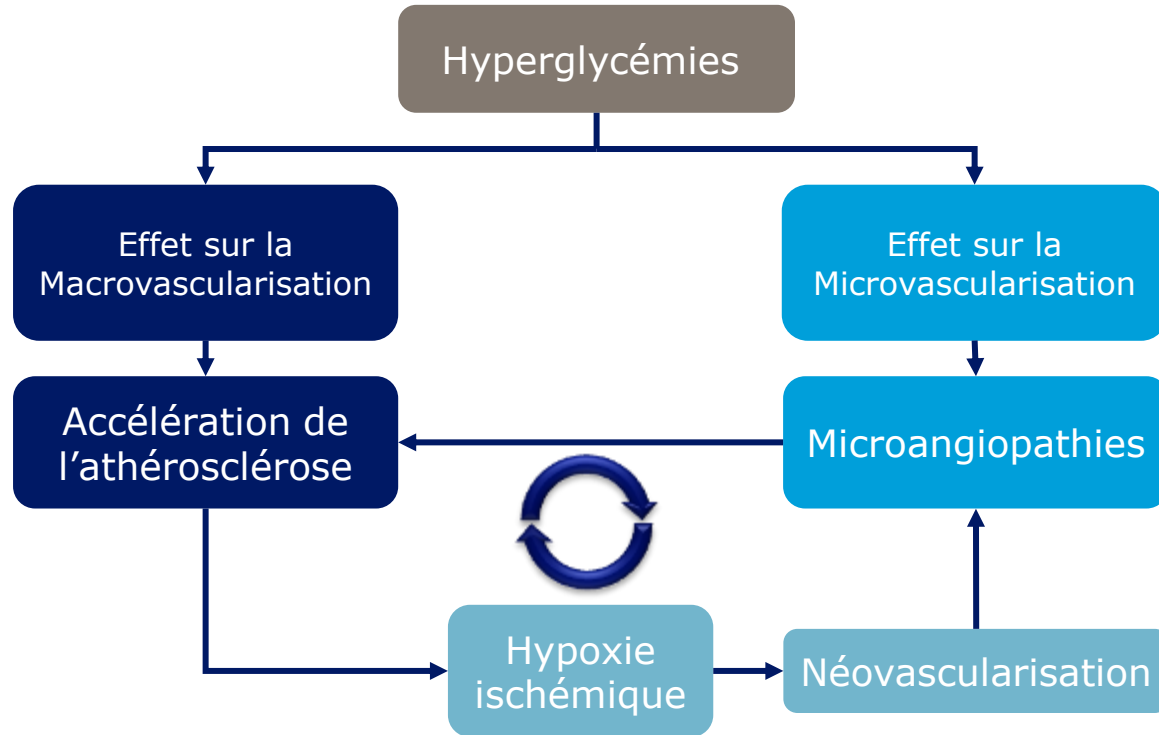 Hyperglycémies
Effet sur la
Macrovascularisation
Effet sur la
Microvascularisation
Accélération de
l’athérosclérose
Microangiopathies
Hypoxie
ischémique
Néovascularisation